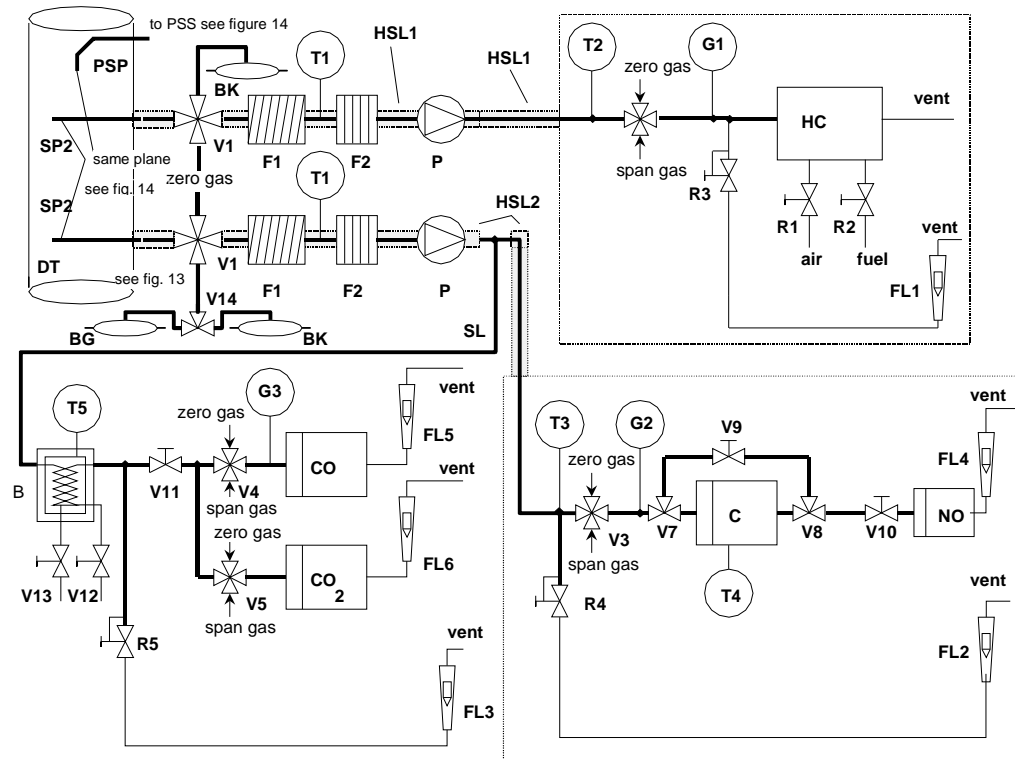 to PSS see figure 14
PSP
BK
T1
HSL1
HSL1
T2
zero gas
G1
vent
HC
SP2
same plane
V1
F1
F2
P
span gas
R3
see fig. 14
zero gas
T1
R1
R2
SP2
HSL2
air
fuel
vent
DT
see fig. 13
V1
F1
F2
P
FL1
V14
BG
BK
SL
T5
zero gas
G3
vent
FL5
T3
G2
V9
vent
FL4
zero gas
B
V11
V4
CO
vent
span gas
zero gas
V3
V7
C
V8
V10
NO
span gas
V13
V12
V5
CO
2
FL6
T4
R4
vent
span gas
R5
vent
FL2
FL3